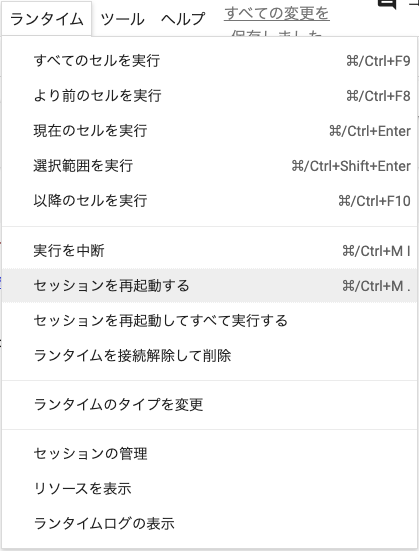 ランタイム ツール ヘルプ すべての変更を
保存しました
すべてのセルを実行 ⌘/Ctrl+F9
より前のセルを実行 ⌘/Ctrl+F8
現在のセルを実行 ⌘/Ctrl+Enter
選択範囲を実行 ⌘/Ctrl+Shift+Enter
以降のセルを実行 ⌘/Ctrl+F10
実行を中断 ⌘/Ctrl+M I
セッションを再起動する ⌘/Ctrl+M .
セッションを再起動してすべて実行する
ランタイムを接続解除して削除
ランタイムのタイプを変更
セッションの管理
リソースを表示
ランタイムログの表示